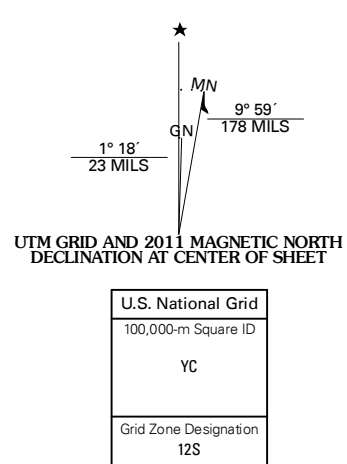 ★
MN
9° 59´
178 MILS
GN
1° 18´
23 MILS
UTM GRID AND 2011 MAGNETIC NORTH
DECLINATION AT CENTER OF SHEET
U.S. National Grid
100,000-m Square ID
YC
Grid Zone Designation
12S